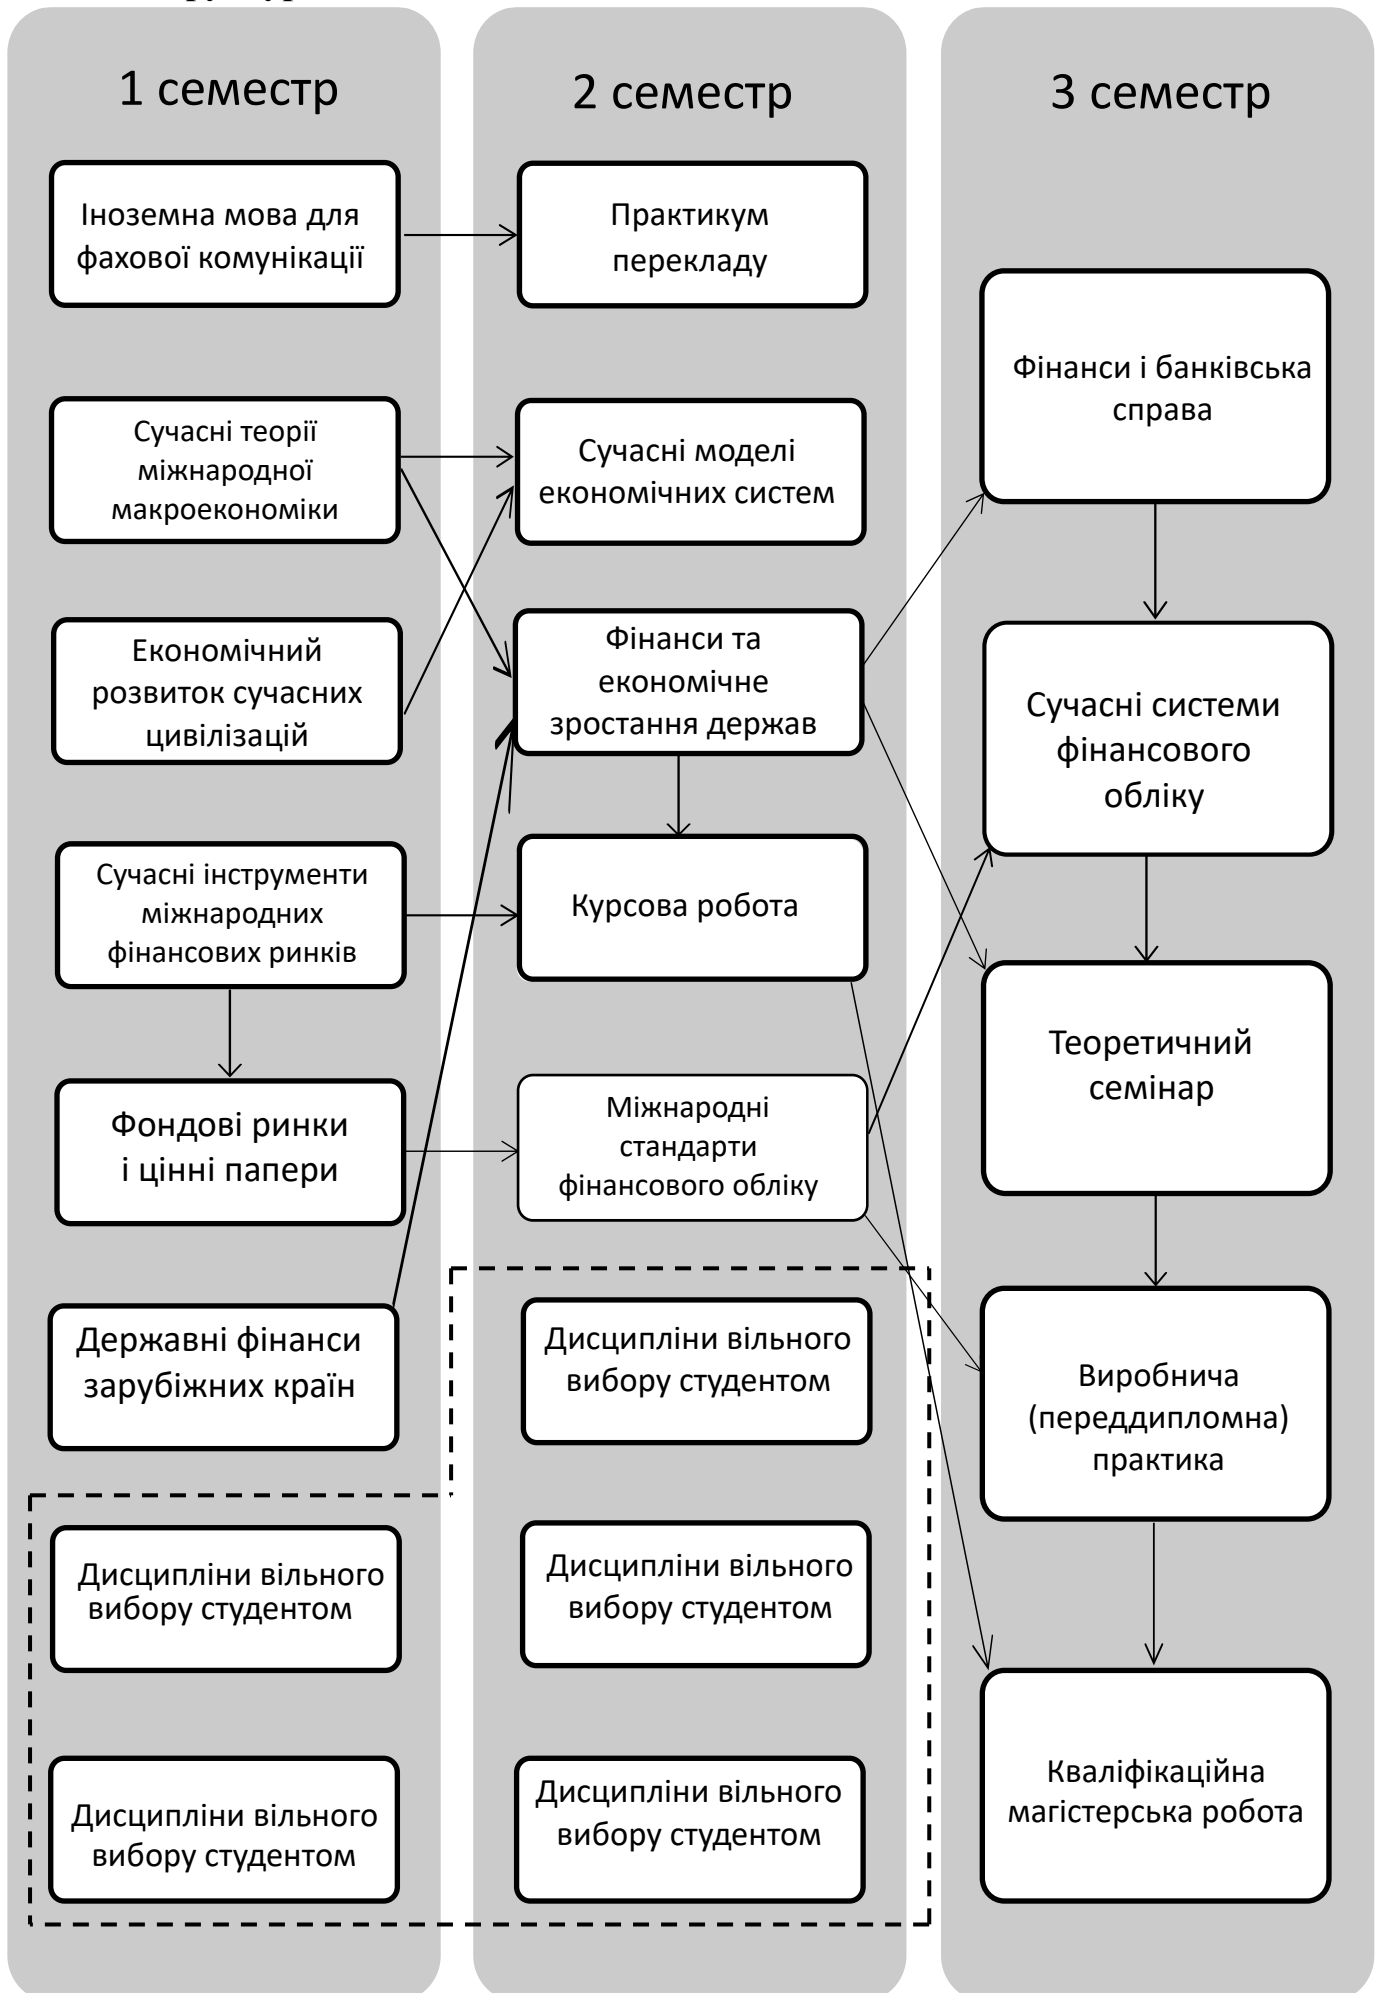 1 семестр
Іноземна мова для
фахової комунікації
Сучасні теорії
міжнародної
макроекономіки
Економічний
розвиток сучасних
цивілізацій
Сучасні інструменти
міжнародних
фінансових ринків
Фондові ринки
і цінні папери
Державні фінанси
зарубіжних країн
Дисципліни вільного
вибору студентом
Дисципліни вільного
вибору студентом
2 семестр
Практикум
перекладу
Сучасні моделі
економічних систем
Фінанси та
економічне
зростання держав
Курсова робота
Міжнародні
стандарти
фінансового обліку
Дисципліни вільного
вибору студентом
Дисципліни вільного
вибору студентом
Дисципліни вільного
вибору студентом
3 семестр
Фінанси і банківська
справа
Сучасні системи
фінансового
обліку
Теоретичний
семінар
Виробнича
(переддипломна)
практика
Кваліфікаційна
магістерська робота